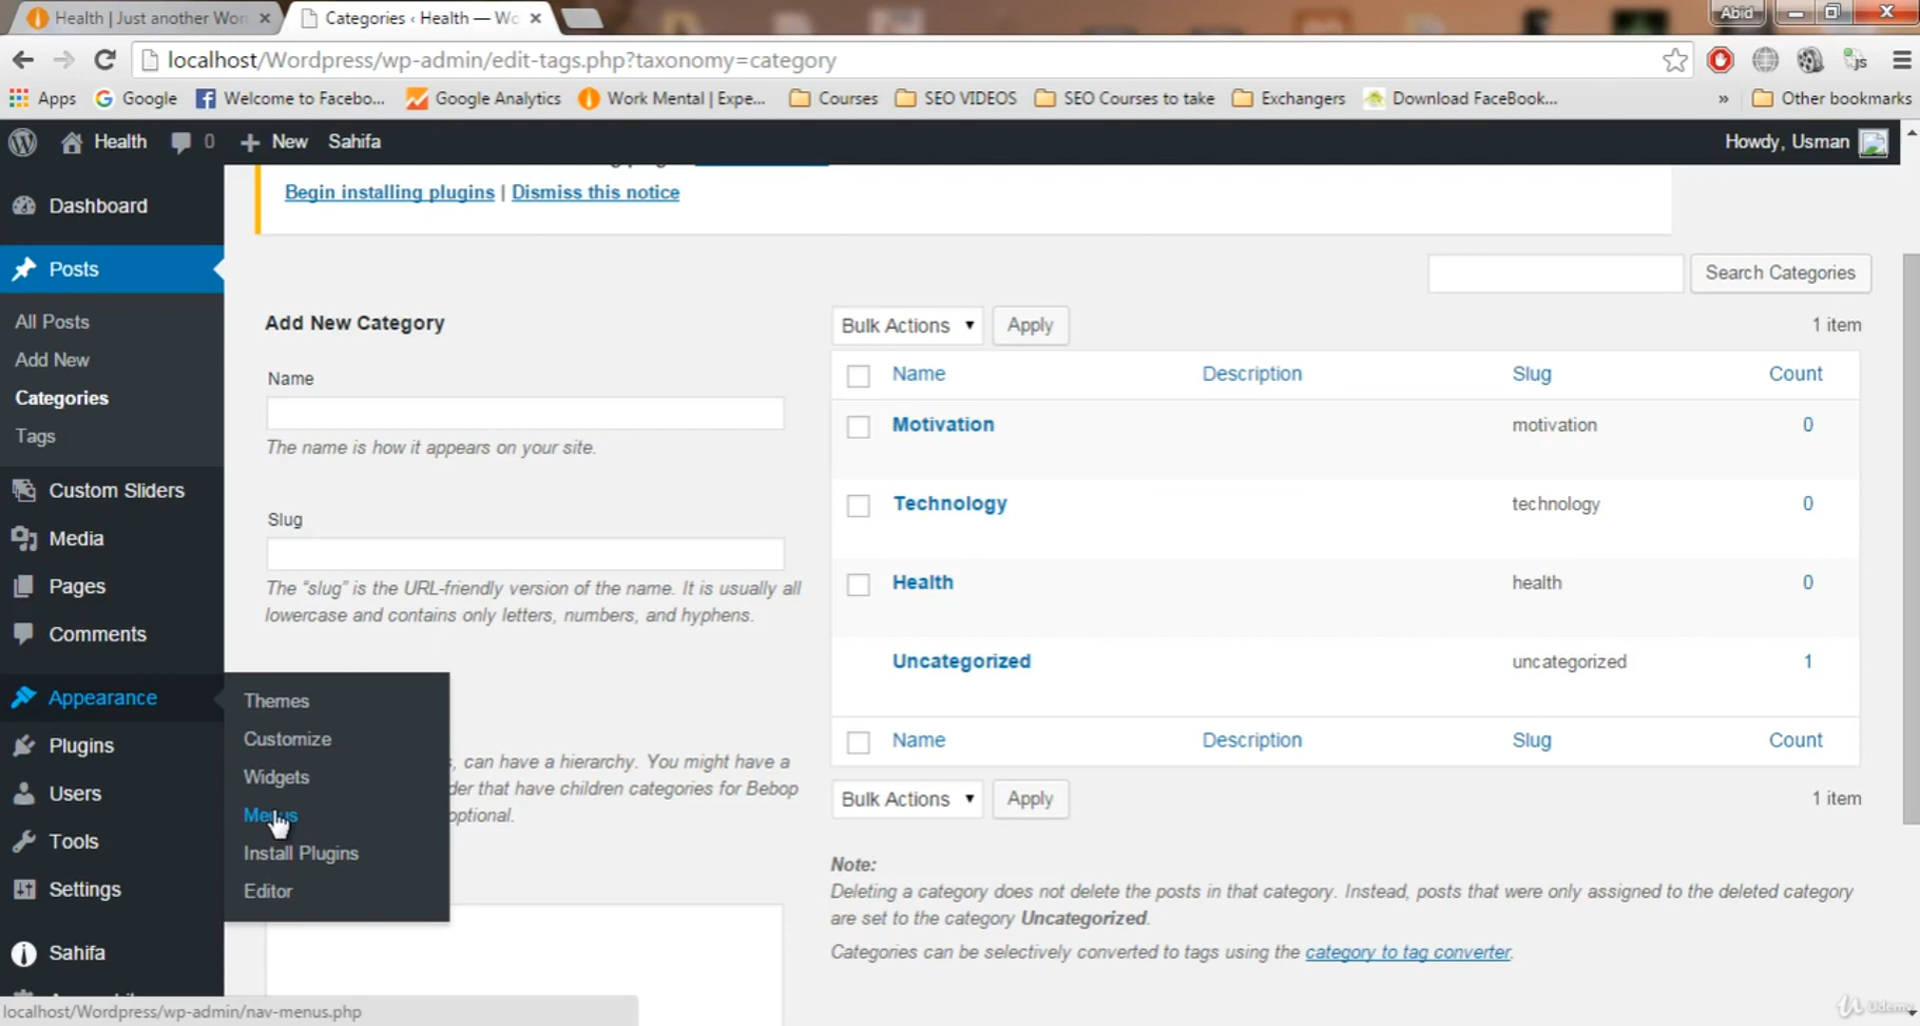 Health | Just another Wor
Categories ‹ Health — Wo
Abid
localhost/Wordpress/wp-admin/edit-tags.php?taxonomy=category
js
Apps
Google
Welcome to Facebo...
Google Analytics
Work Mental | Expe...
Courses
SEO VIDEOS
SEO Courses to take
Exchangers
Download FaceBook...
»
Other bookmarks
Health
0
New
Sahifa
Howdy, Usman
Begin installing plugins | Dismiss this notice
Dashboard
Posts
All Posts
Add New
Categories
Tags
Custom Sliders
Media
Pages
Comments
Appearance
Plugins
Users
Tools
Settings
Sahifa
Themes
Customize
Widgets
Menus
Install Plugins
Editor
Add New Category
Name
The name is how it appears on your site.
Slug
The “slug” is the URL-friendly version of the name. It is usually all
lowercase and contains only letters, numbers, and hyphens.
, can have a hierarchy. You might have a
der that have children categories for Bebop
optional.
Search Categories
Bulk Actions
Apply
1 item
Name Description Slug Count
Motivation motivation 0
Technology technology 0
Health health 0
Uncategorized uncategorized 1
Name Description Slug Count
Bulk Actions
Apply
1 item
Note:
Deleting a category does not delete the posts in that category. Instead, posts that were only assigned to the deleted category
are set to the category Uncategorized.
Categories can be selectively converted to tags using the category to tag converter.
localhost/Wordpress/wp-admin/nav-menus.php
Udemy